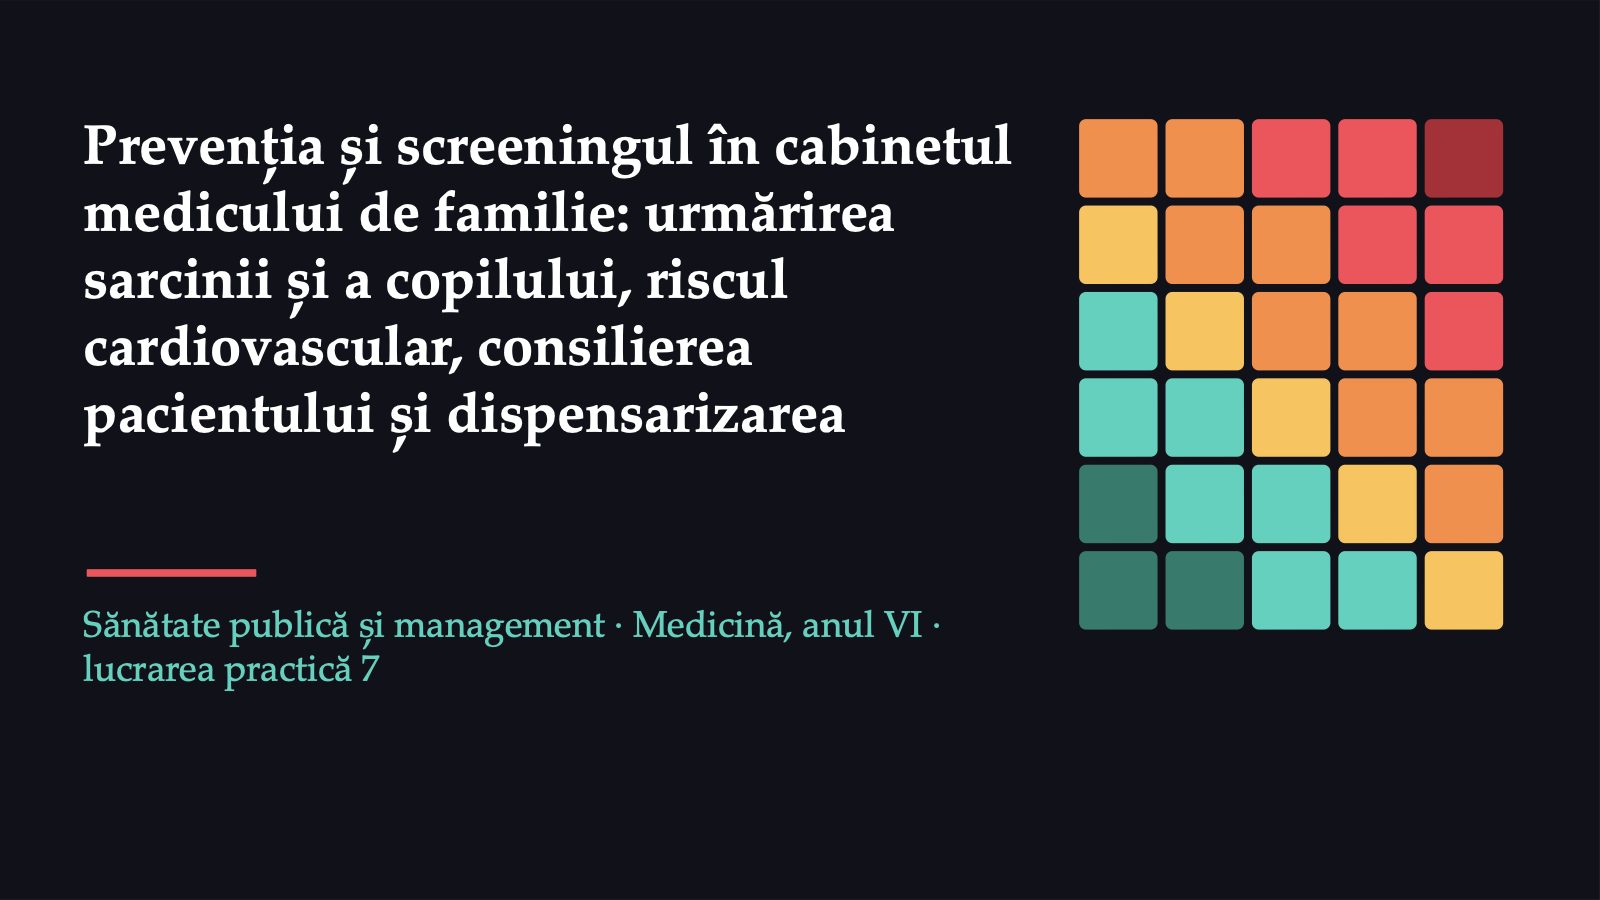 Prevenția și screeningul în cabinetul
medicului de familie: urmărirea
sarcinii și a copilului, riscul
cardiovascular, consilierea
pacientului și dispensarizarea
Sănătate publică și management · Medicină, anul VI ·
lucrarea practică 7